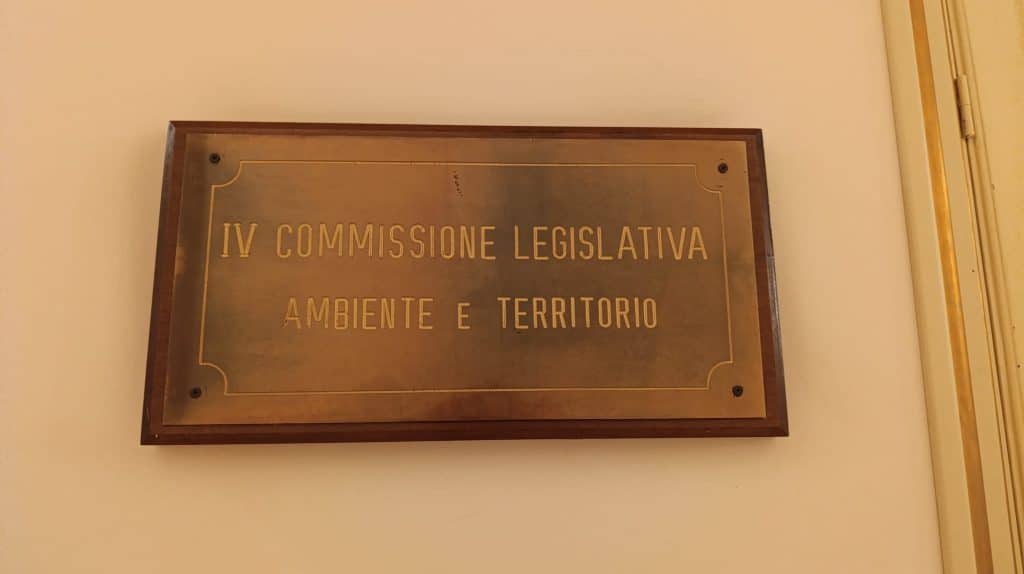 IV COMMISSIONE LEGISLATIVA
AMBIENTE E TERRITORIO